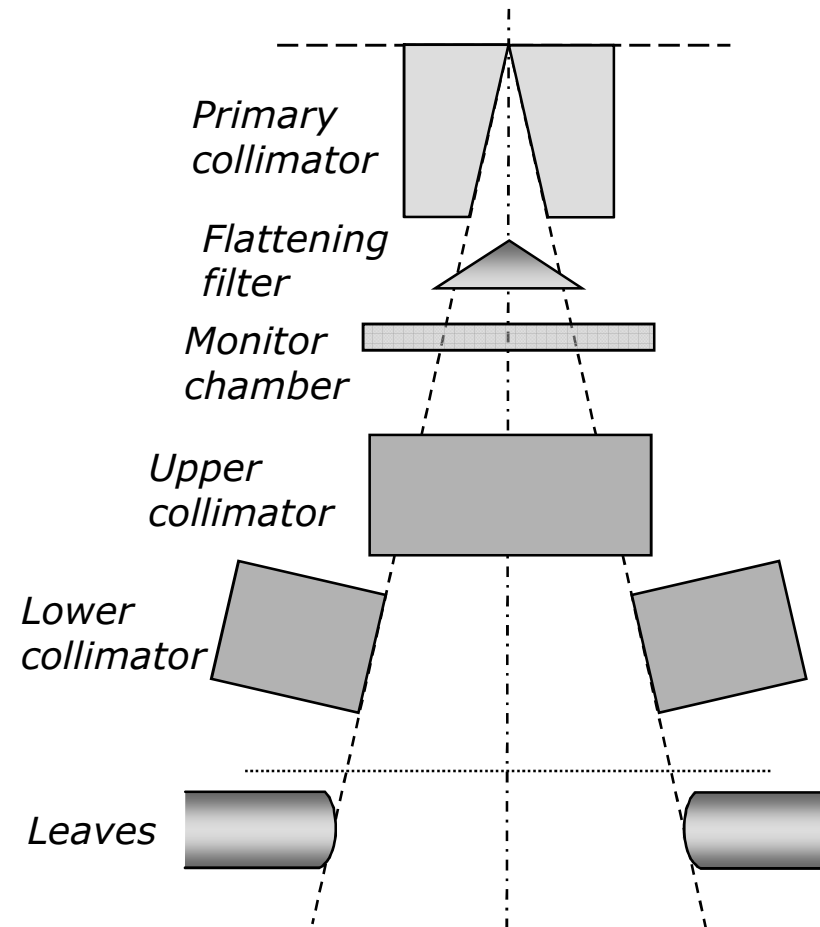 Primary
collimator
Flattening
filter
Monitor
chamber
Upper
collimator
Lower
collimator
Leaves